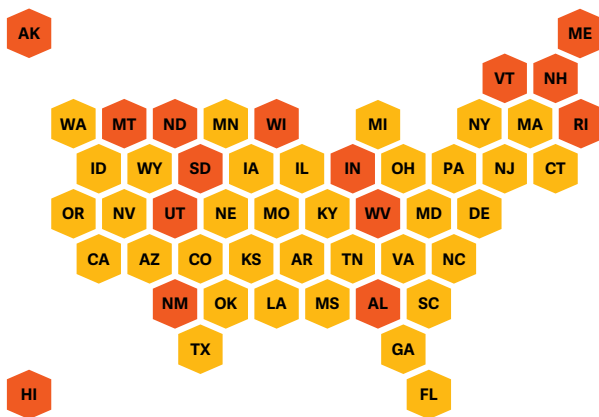 AK ME
VT NH
WA MT ND MN WI MI NY MA RI
ID WY SD IA IL IN OH PA NJ CT
OR NV UT NE MO KY WV MD DE
CA AZ CO KS AR TN VA NC
NM OK LA MS AL SC
TX GA
HI FL